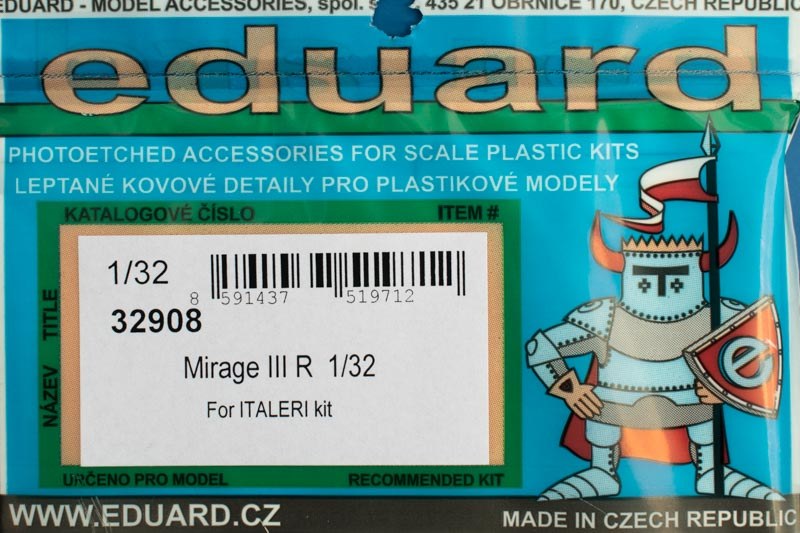 EDUARD - MODEL ACCESSORIES, spol. 435 21 OBRNICE 170, CZECH REPUBLIC
eduard
PHOTOETCHED ACCESSORIES FOR SCALE PLASTIC KITS
LEPTANÉ KOVOVÉ DETAILY PRO PLASTIKOVÉ MODELY
KATALOGOVÉ ČÍSLO ITEM #
NÁZEV TITLE
1/32
8 591437 519712
32908
Mirage III R 1/32
For ITALERI kit
e
URČENO PRO MODEL RECOMMENDED KIT
WWW.EDUARD.CZ MADE IN CZECH REPUBLIC